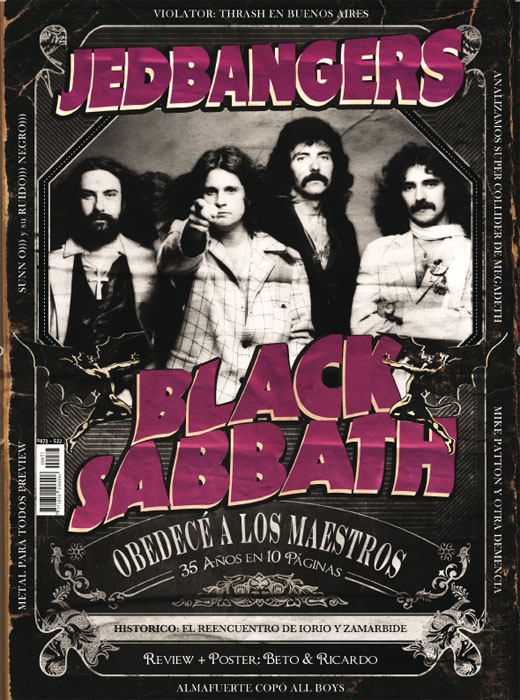 VIOLATOR: THRASH EN BUENOS AIRES
JEDBANGERS
SUNN O))) y su RUIDO))) NEGRO)))
ANALIZAMOS SUPER COLLIDER DE MEGADETH
BLACK
SABBATH
METAL PARA TODOS PREVIEW
MIKE PATTON Y OTRA DEMENCIA
OBEDECÉ A LOS MAESTROS
35 AÑOS EN 10 PÁGINAS
HISTORICO: EL REENCUENTRO DE IORIO Y ZAMARBIDE
REVIEW + POSTER: BETO & RICARDO
ALMAFUERTE COPÓ ALL BOYS